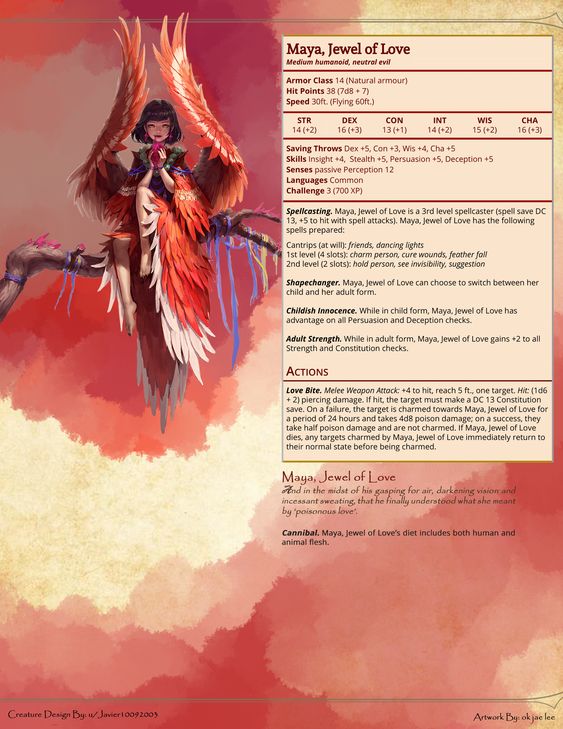 Maya, Jewel of Love
Medium humanoid, neutral evil
Armor Class 14 (Natural armour)
Hit Points 38 (7d8 + 7)
Speed 30ft. (Flying 60ft.)
STR DEX CON INT WIS CHA
14 (+2) 16 (+3) 13 (+1) 14 (+2) 15 (+2) 16 (+3)
Saving Throws Dex +5, Con +3, Wis +4, Cha +5
Skills Insight +4, Stealth +5, Persuasion +5, Deception +5
Senses passive Perception 12
Languages Common
Challenge 3 (700 XP)
Spellcasting. Maya, Jewel of Love is a 3rd level spellcaster (spell save DC
13, +5 to hit with spell attacks). Maya, Jewel of Love has the following
spells prepared:
Cantrips (at will): friends, dancing lights
1st level (4 slots): charm person, cure wounds, feather fall
2nd level (2 slots): hold person, see invisibility, suggestion
Shapechanger. Maya, Jewel of Love can choose to switch between her
child and her adult form.
Childish Innocence. While in child form, Maya, Jewel of Love has
advantage on all Persuasion and Deception checks.
Adult Strength. While in adult form, Maya, Jewel of Love gains +2 to all
Strength and Constitution checks.
Actions
Love Bite. Melee Weapon Attack: +4 to hit, reach 5 ft., one target. Hit: (1d6
+ 2) piercing damage. If hit, the target must make a DC 13 Constitution
save. On a failure, the target is charmed towards Maya, Jewel of Love for
a period of 24 hours and takes 4d8 poison damage; on a success, they
take half poison damage and are not charmed. If Maya, Jewel of Love
dies, any targets charmed by Maya, Jewel of Love immediately return to
their normal state before being charmed.
Maya, Jewel of Love
And in the midst of his gasping for air, darkening vision and
incessant sweating, that he finally understood what she meant
by 'poisonous love'.
Cannibal. Maya, Jewel of Love's diet includes both human and
animal flesh.
Creature Design By: u/Javier10092003
Artwork By: ok jae lee